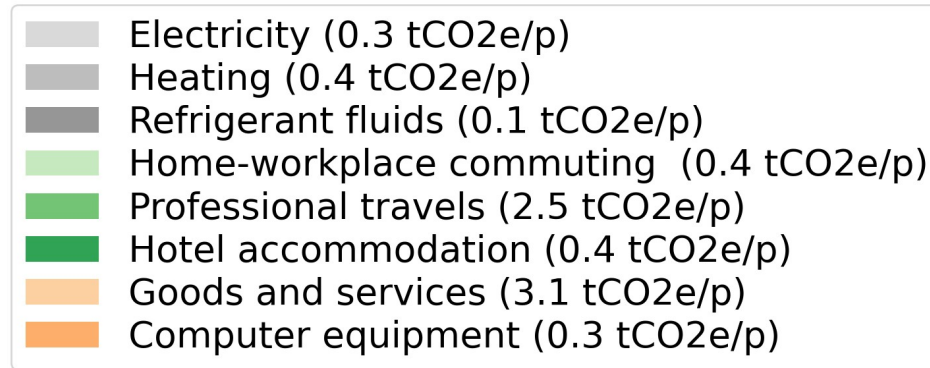 Electricity (0.3 tCO2e/p)
Heating (0.4 tCO2e/p)
Refrigerant fluids (0.1 tCO2e/p)
Home-workplace commuting  (0.4 tCO2e/p)
Professional travels (2.5 tCO2e/p)
Hotel accommodation (0.4 tCO2e/p)
Goods and services (3.1 tCO2e/p)
Computer equipment (0.3 tCO2e/p)